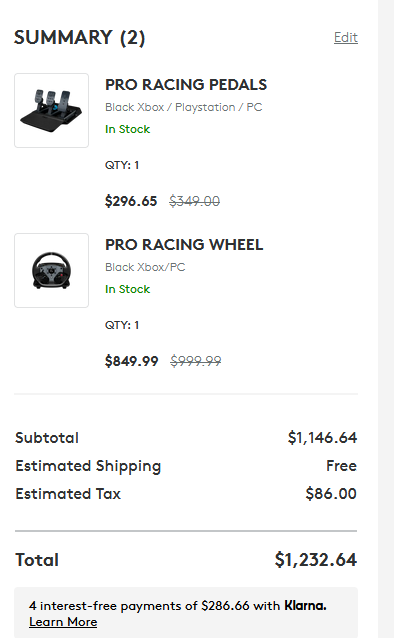 SUMMARY (2) Edit
PRO RACING PEDALS
Black Xbox / Playstation / PC
In Stock
QTY: 1
$296.65 $349.00
PRO RACING WHEEL
Black Xbox/PC
In Stock
QTY: 1
$849.99 $999.99
Subtotal $1,146.64
Estimated Shipping Free
Estimated Tax $86.00
Total $1,232.64
4 interest-free payments of $286.66 with Klarna.
Learn More